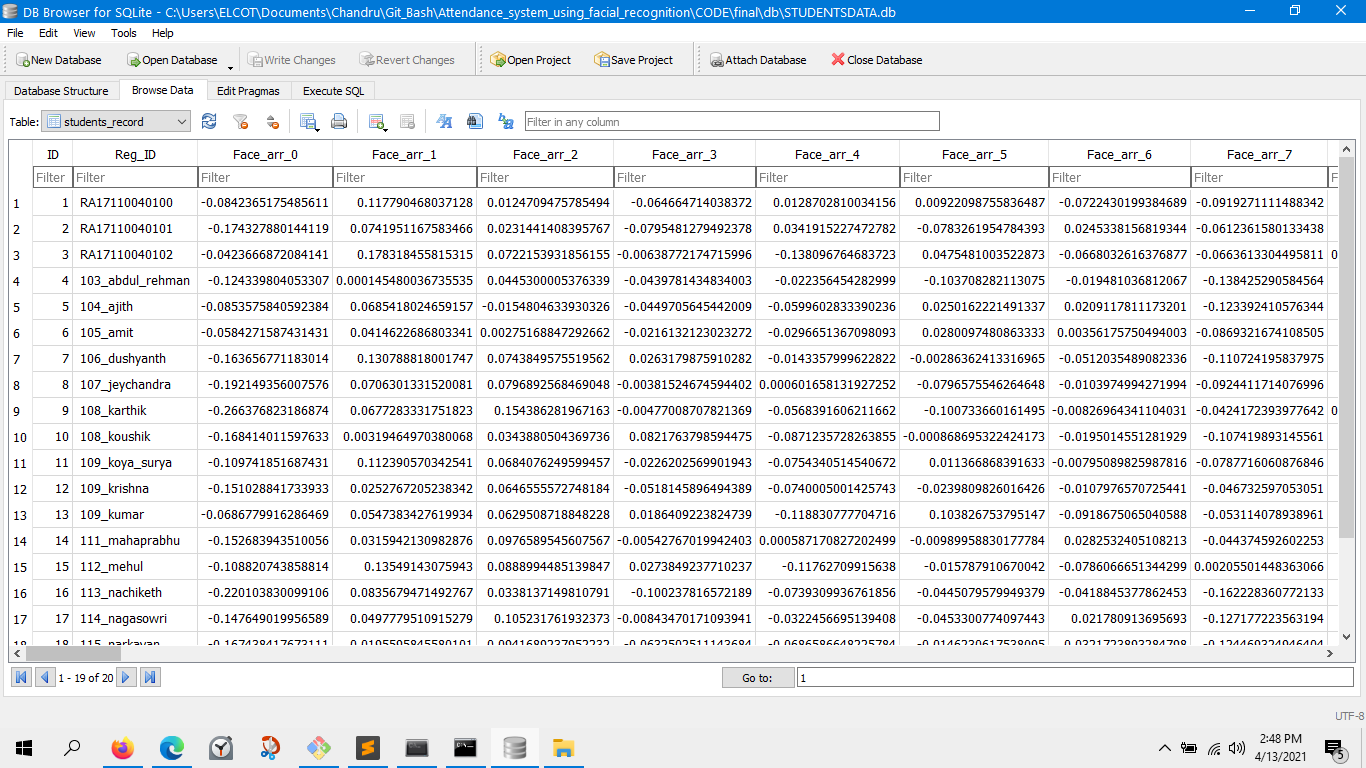 DB Browser for SQLite - C:\Users\ELCOT\Documents\Chandru\Git_Bash\Attendance_system_using_facial_recognition\CODE\final\db\STUDENTSDATA.db
File Edit View Tools Help
New Database Open Database Write Changes Revert Changes Open Project Save Project Attach Database Close Database
Database Structure Browse Data Edit Pragmas Execute SQL
Table: students_record Filter in any column
ID Reg_ID Face_arr_0 Face_arr_1 Face_arr_2 Face_arr_3 Face_arr_4 Face_arr_5 Face_arr_6 Face_arr_7
Filter Filter Filter Filter Filter Filter Filter Filter Filter Filter F
1 1 RA17110040100 -0.0842365175485611 0.117790468037128 0.0124709475785494 -0.064664714038372 0.0128702810034156 0.00922098755836487 -0.0722430199384689 -0.0919271111488342
2 2 RA17110040101 -0.174327880144119 0.0741951167583466 0.0231441408395767 -0.0795481279492378 0.0341915227472782 -0.0783261954784393 0.0245338156819344 -0.0612361580133438
3 3 RA17110040102 -0.0423666872084141 0.178318455815315 0.0722153931856155 -0.00638772174715996 -0.138096764683723 0.0475481003522873 -0.0668032616376877 -0.0663613304495811 0
4 4 103_abdul_rehman -0.124339804053307 0.000145480036735535 0.0445300005376339 -0.0439781434834003 -0.022356454282999 -0.103708282113075 -0.019481036812067 -0.138425290584564
5 5 104_ajith -0.0853575840592384 0.0685418024659157 -0.0154804633930326 -0.0449705645442009 -0.0599602833390236 0.0250162221491337 0.0209117811173201 -0.123392410576344
6 6 105_amit -0.0584271587431431 0.0414622686803341 0.00275168847292662 -0.0216132123023272 -0.0296651367098093 0.0280097480863333 0.00356175750494003 -0.0869321674108505
7 7 106_dushyanth -0.163656771183014 0.130788818001747 0.0743849575519562 0.0263179875910282 -0.0143357999622822 -0.00286362413316965 -0.0512035489082336 -0.110724195837975
8 8 107_jeychandra -0.192149356007576 0.0706301331520081 0.0796892568469048 -0.00381524674594402 0.000601658131927252 -0.0796575546264648 -0.0103974994271994 -0.0924411714076996
9 9 108_karthik -0.266376823186874 0.0677283331751823 0.154386281967163 -0.00477008707821369 -0.0568391606211662 -0.100733660161495 -0.00826964341104031 -0.0424172393977642 0
10 10 108_koushik -0.168414011597633 0.00319464970380068 0.0343880504369736 0.0821763798594475 -0.0871235728263855 -0.000868695322424173 -0.0195014551281929 -0.107419893145561
11 11 109_koya_surya -0.109741851687431 0.112390570342541 0.0684076249599457 -0.0226202569901943 -0.0754340514540672 0.011366868391633 -0.00795089825987816 -0.0787716060876846
12 12 109_krishna -0.151028841733933 0.0252767205238342 0.0646555572748184 -0.0518145896494389 -0.0740005001425743 -0.0239809826016426 -0.0107976570725441 -0.046732597053051
13 13 109_kumar -0.0686779916286469 0.0547383427619934 0.0629508718848228 0.0186409223824739 -0.118830777704716 0.103826753795147 -0.0918675065040588 -0.053114078938961
14 14 111_mahaprabhu -0.152683943510056 0.0315942130982876 0.0976589545607567 -0.00542767019942403 0.000587170827202499 -0.00989958830177784 0.0282532405108213 -0.044374592602253
15 15 112_mehul -0.108820743858814 0.13549143075943 0.0888994485139847 0.0273849237710237 -0.11762709915638 -0.015787910670042 -0.0786066651344299 0.00205501448363066
16 16 113_nachiketh -0.220103830099106 0.0835679471492767 0.0338137149810791 -0.100237816572189 -0.0739309936761856 -0.0445079579949379 -0.0418845377862453 -0.162228360772133
17 17 114_nagasowri -0.147649019956589 0.0497779510915279 0.105231761932373 -0.00843470171093941 -0.0322456695139408 -0.0453300774097443 0.021780913695693 -0.127177223563194
1 - 19 of 20 Go to: 1
UTF-8
2:48 PM
4/13/2021
5